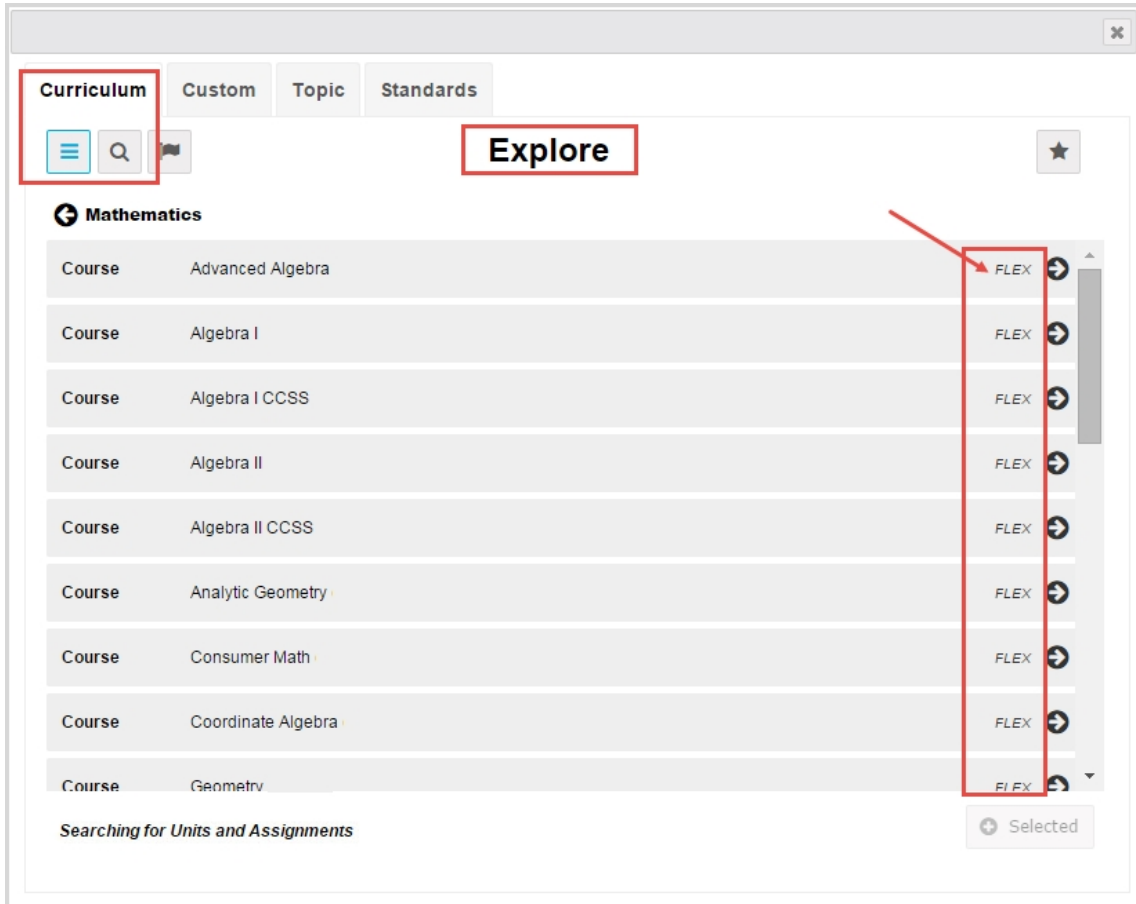 Curriculum Custom Topic Standards
Explore
Mathematics
Course Advanced Algebra FLEX
Course Algebra I FLEX
Course Algebra I CCSS FLEX
Course Algebra II FLEX
Course Algebra II CCSS FLEX
Course Analytic Geometry FLEX
Course Consumer Math FLEX
Course Coordinate Algebra FLEX
Course Geometry FLEX
Searching for Units and Assignments Selected